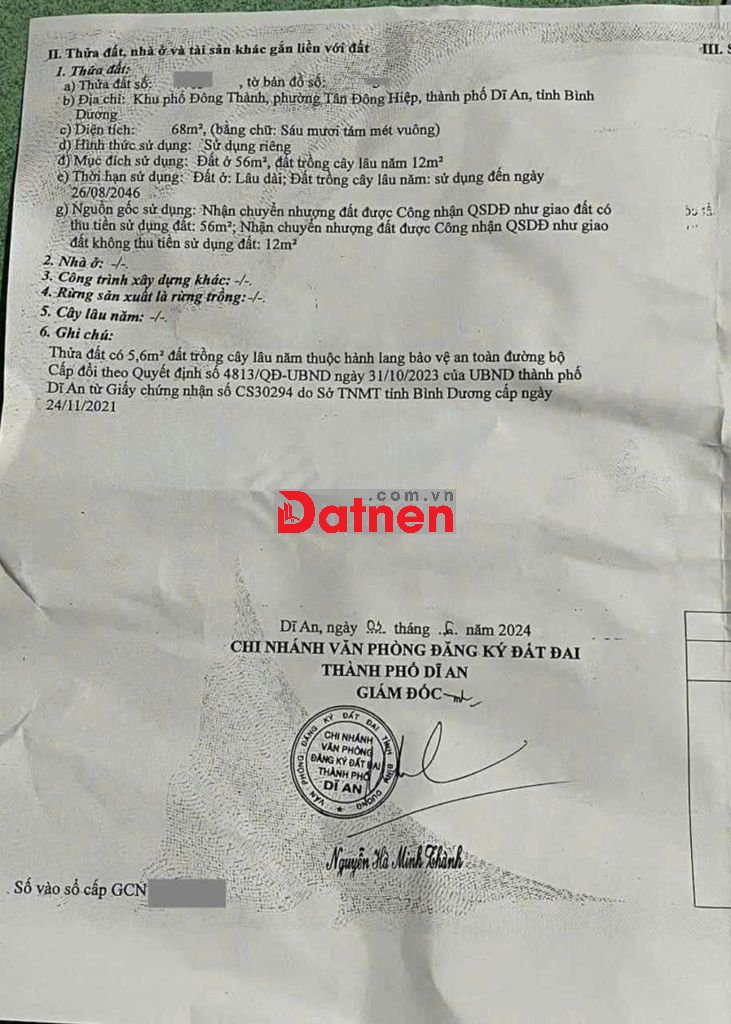 II. Thửa đất, nhà ở và tài sản khác gắn liền với đất
III. S
1. Thửa đất:
a) Thửa đất số: , tờ bản đồ số:
b) Địa chỉ: Khu phố Đông Thành, phường Tân Đông Hiệp, thành phố Dĩ An, tỉnh Bình
Dương
c) Diện tích: 68m², (bằng chữ: Sáu mươi tám mét vuông)
d) Hình thức sử dụng: Sử dụng riêng
đ) Mục đích sử dụng: Đất ở 56m², đất trồng cây lâu năm 12m²
e) Thời hạn sử dụng: Đất ở: Lâu dài; Đất trồng cây lâu năm: sử dụng đến ngày
26/08/2046
g) Nguồn gốc sử dụng: Nhận chuyển nhượng đất được Công nhận QSDĐ như giao đất có
thu tiền sử dụng đất: 56m²; Nhận chuyển nhượng đất được Công nhận QSDĐ như giao
đất không thu tiền sử dụng đất: 12m²
2. Nhà ở: -/-.
3. Công trình xây dựng khác: -/-.
4. Rừng sản xuất là rừng trồng: -/-.
5. Cây lâu năm: -/-.
6. Ghi chú:
Thửa đất có 5,6m² đất trồng cây lâu năm thuộc hành lang bảo vệ an toàn đường bộ
Cấp đổi theo Quyết định số 4813/QĐ-UBND ngày 31/10/2023 của UBND thành phố
Dĩ An từ Giấy chứng nhận số CS30294 do Sở TNMT tỉnh Bình Dương cấp ngày
24/11/2021
Datnen.com.vn
Dĩ An, ngày tháng năm 2024
CHI NHÁNH VĂN PHÒNG ĐĂNG KÝ ĐẤT ĐAI
THÀNH PHỐ DĨ AN
GIÁM ĐỐC
VĂN PHÒNG ĐĂNG KÝ ĐẤT ĐAI TỈNH BÌNH DƯƠNG
CHI NHÁNH
VĂN PHÒNG
ĐĂNG KÝ ĐẤT ĐAI
THÀNH PHỐ
DĨ AN
Nguyễn Hà Minh Thành
Số vào sổ cấp GCN